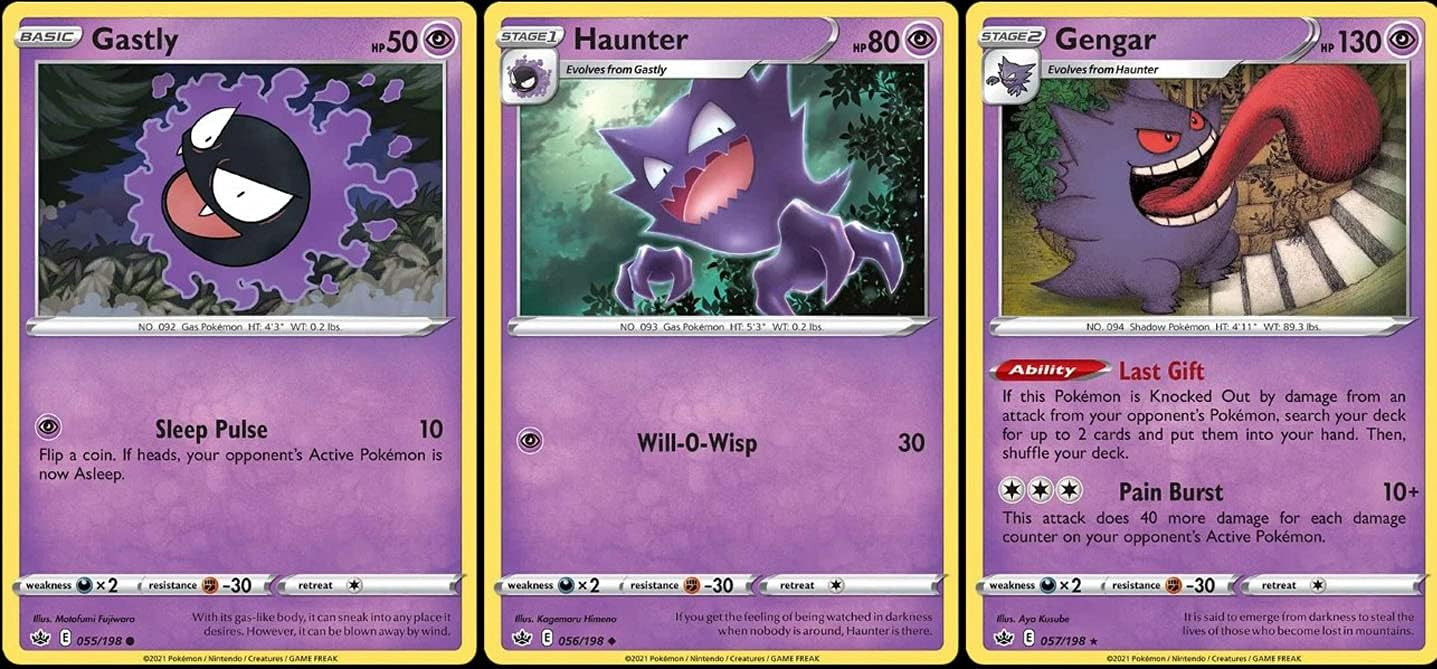 BASIC Gastly HP 50
NO. 092 Gas Pokémon HT: 4'3" WT: 0.2 lbs.
Sleep Pulse 10
Flip a coin. If heads, your opponent's Active Pokémon is
now Asleep.
weakness ×2 resistance -30 retreat
Illus. Motofumi Fujiwara
With its gas-like body, it can sneak into any place it
desires. However, it can be blown away by wind.
E 055/198
©2021 Pokémon / Nintendo / Creatures / GAME FREAK
STAGE 1 Haunter HP 80
Evolves from Gastly
NO. 093 Gas Pokémon HT: 5'3" WT: 0.2 lbs.
Will-O-Wisp 30
weakness ×2 resistance -30 retreat
Illus. Kagemaru Himeno
If you get the feeling of being watched in darkness
when nobody is around, Haunter is there.
E 056/198
©2021 Pokémon / Nintendo / Creatures / GAME FREAK
STAGE 2 Gengar HP 130
Evolves from Haunter
NO. 094 Shadow Pokémon HT: 4'11" WT: 89.3 lbs.
Ability Last Gift
If this Pokémon is Knocked Out by damage from an
attack from your opponent's Pokémon, search your deck
for up to 2 cards and put them into your hand. Then,
shuffle your deck.
Pain Burst 10+
This attack does 40 more damage for each damage
counter on your opponent's Active Pokémon.
weakness ×2 resistance -30 retreat
Illus. Aya Kusube
It is said to emerge from darkness to steal the
lives of those who become lost in mountains.
E 057/198
©2021 Pokémon / Nintendo / Creatures / GAME FREAK